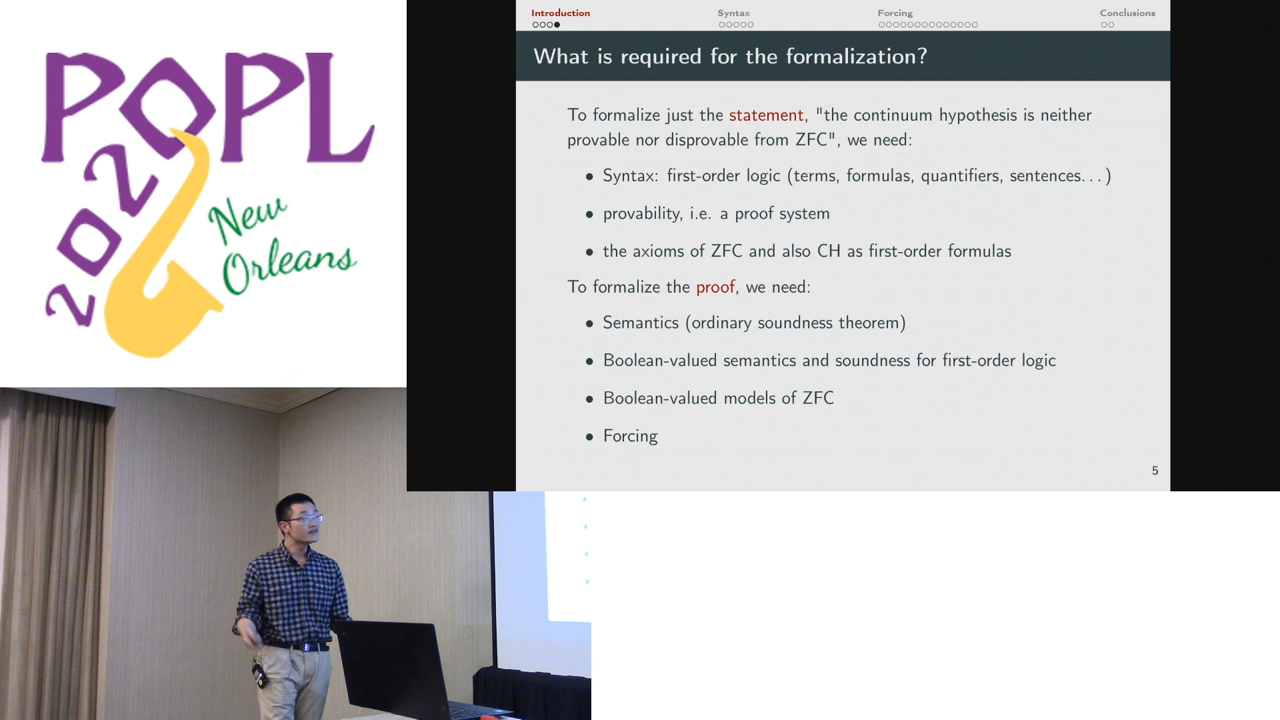 POPL
2020
New
Orleans
Introduction Syntax Forcing Conclusions
What is required for the formalization?
To formalize just the statement, "the continuum hypothesis is neither
provable nor disprovable from ZFC", we need:
• Syntax: first-order logic (terms, formulas, quantifiers, sentences. . . )
• provability, i.e. a proof system
• the axioms of ZFC and also CH as first-order formulas
To formalize the proof, we need:
• Semantics (ordinary soundness theorem)
• Boolean-valued semantics and soundness for first-order logic
• Boolean-valued models of ZFC
• Forcing
5